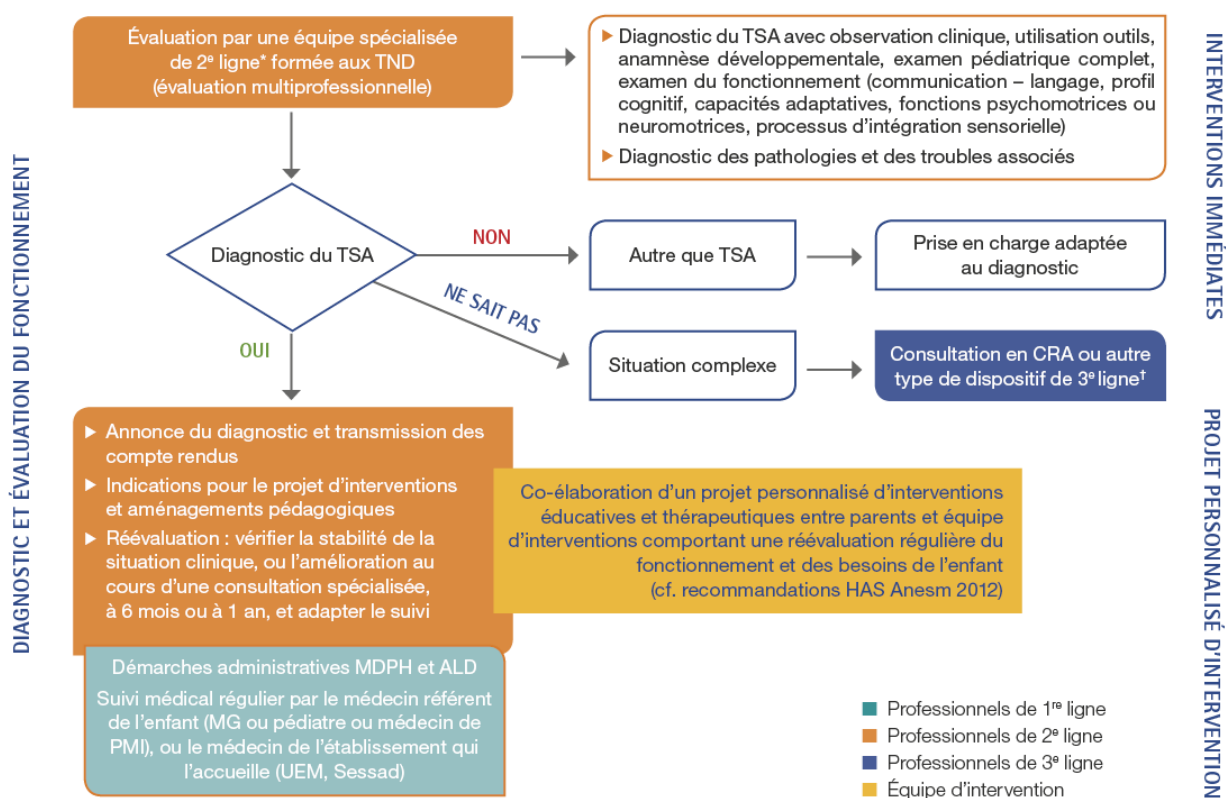 Évaluation par une équipe spécialisée
de 2e ligne* formée aux TND
(évaluation multiprofessionnelle)
▶ Diagnostic du TSA avec observation clinique, utilisation outils,
anamnèse développementale, examen pédiatrique complet,
examen du fonctionnement (communication – langage, profil
cognitif, capacités adaptatives, fonctions psychomotrices ou
neuromotrices, processus d’intégration sensorielle)
▶ Diagnostic des pathologies et des troubles associés
INTERVENTIONS IMMÉDIATES
DIAGNOSTIC ET ÉVALUATION DU FONCTIONNEMENT
Diagnostic du TSA
NON
Autre que TSA
Prise en charge adaptée
au diagnostic
NE SAIT PAS
Situation complexe
Consultation en CRA ou autre
type de dispositif de 3e ligne†
OUI
▶ Annonce du diagnostic et transmission des
compte rendus
▶ Indications pour le projet d’interventions
et aménagements pédagogiques
▶ Réévaluation : vérifier la stabilité de la
situation clinique, ou l’amélioration au
cours d’une consultation spécialisée,
à 6 mois ou à 1 an, et adapter le suivi
Co-élaboration d’un projet personnalisé d’interventions
éducatives et thérapeutiques entre parents et équipe
d’interventions comportant une réévaluation régulière du
fonctionnement et des besoins de l’enfant
(cf. recommandations HAS Anesm 2012)
PROJET PERSONNALISÉ D’INTERVENTION
Démarches administratives MDPH et ALD
Suivi médical régulier par le médecin référent
de l’enfant (MG ou pédiatre ou médecin de
PMI), ou le médecin de l’établissement qui
l’accueille (UEM, Sessad)
Professionnels de 1re ligne
Professionnels de 2e ligne
Professionnels de 3e ligne
Équipe d’intervention